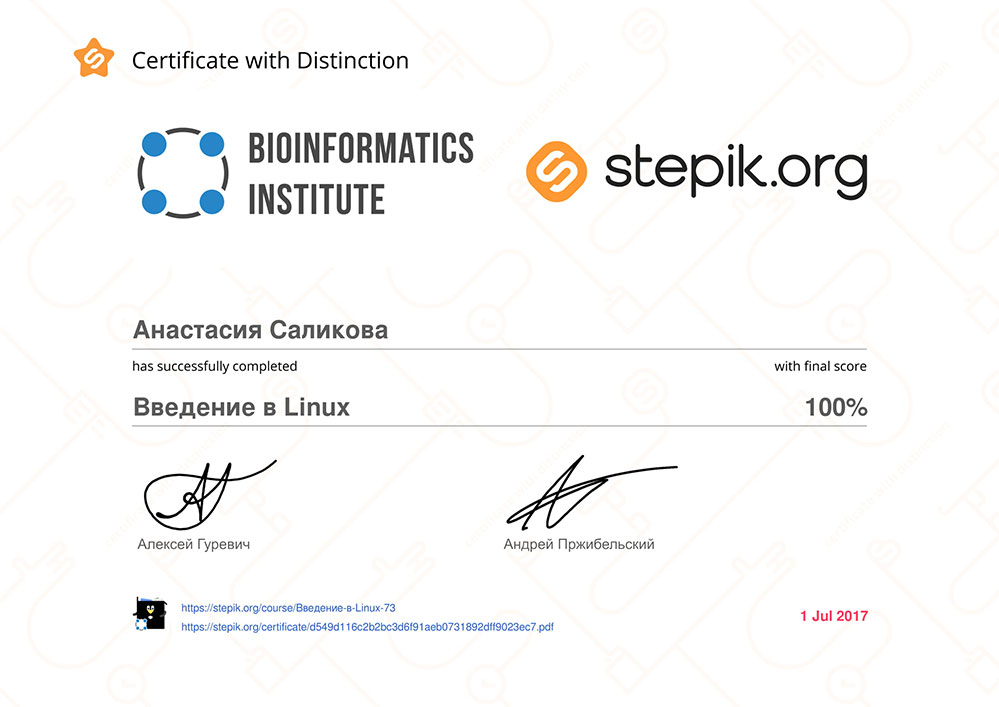 Certificate with Distinction
BIOINFORMATICS
INSTITUTE
stepik.org
Анастасия Саликова
has successfully completed
with final score
Введение в Linux
100%
Алексей Гуревич
Андрей Пржибельский
https://stepik.org/course/Введение-в-Linux-73
https://stepik.org/certificate/d549d116c2b2bc3d6f91aeb0731892dff9023ec7.pdf
1 Jul 2017